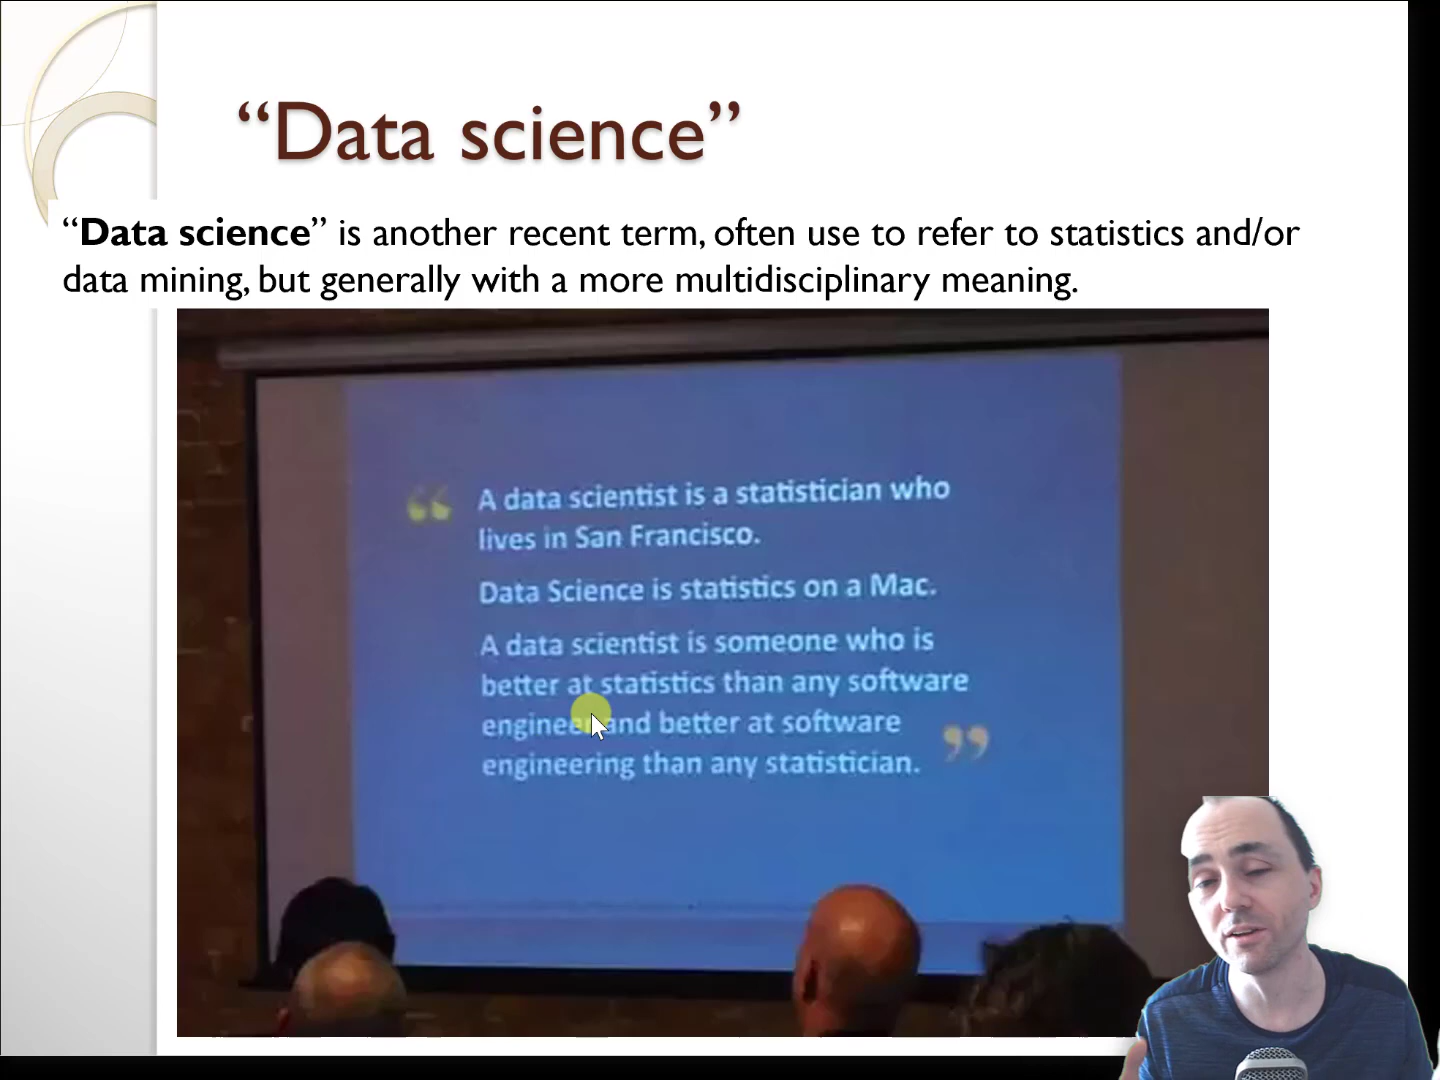 “Data science”
“Data science” is another recent term, often use to refer to statistics and/or
data mining, but generally with a more multidisciplinary meaning.
“ A data scientist is a statistician who
lives in San Francisco.
Data Science is statistics on a Mac.
A data scientist is someone who is
better at statistics than any software
engineer and better at software
engineering than any statistician. ”